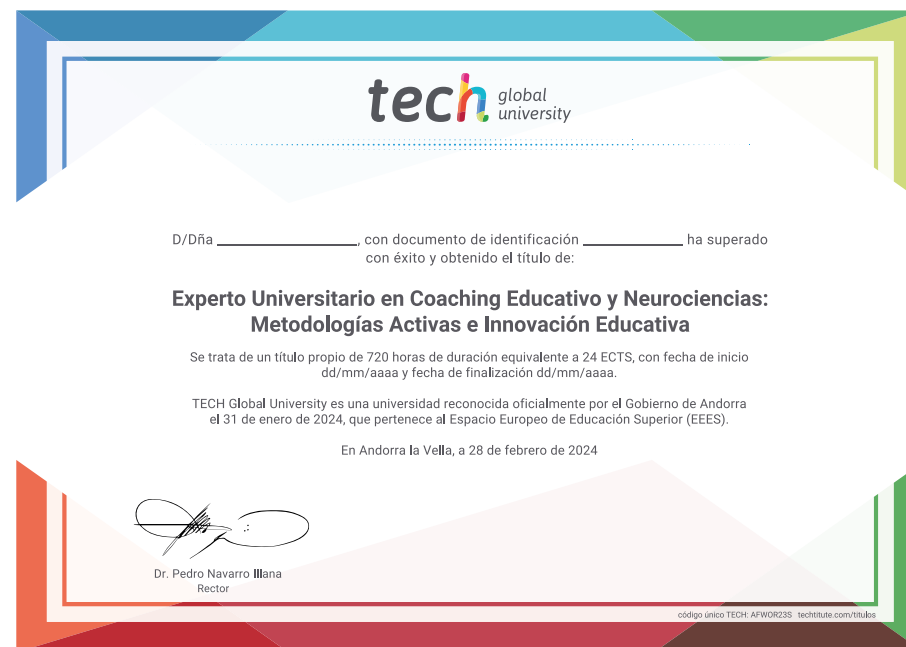 tech global university
D/Dña ____________________, con documento de identificación ______________ ha superado
con éxito y obtenido el título de:
Experto Universitario en Coaching Educativo y Neurociencias:
Metodologías Activas e Innovación Educativa
Se trata de un título propio de 720 horas de duración equivalente a 24 ECTS, con fecha de inicio
dd/mm/aaaa y fecha de finalización dd/mm/aaaa.
TECH Global University es una universidad reconocida oficialmente por el Gobierno de Andorra
el 31 de enero de 2024, que pertenece al Espacio Europeo de Educación Superior (EEES).
En Andorra la Vella, a 28 de febrero de 2024
Dr. Pedro Navarro Illana
Rector
código único TECH: AFWOR23S techtitute.com/titulos